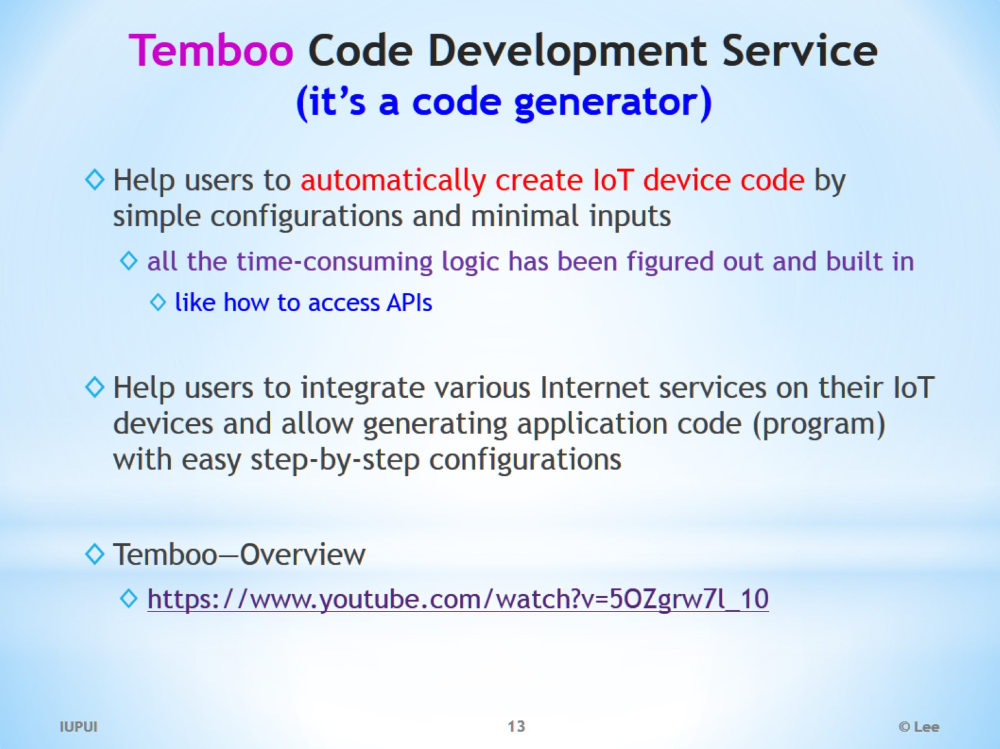 Temboo Code Development Service
(it’s a code generator)
Help users to automatically create IoT device code by
simple configurations and minimal inputs
all the time-consuming logic has been figured out and built in
like how to access APIs
Help users to integrate various Internet services on their IoT
devices and allow generating application code (program)
with easy step-by-step configurations
Temboo—Overview
https://www.youtube.com/watch?v=5OZgrw7l_10
IUPUI
13
© Lee